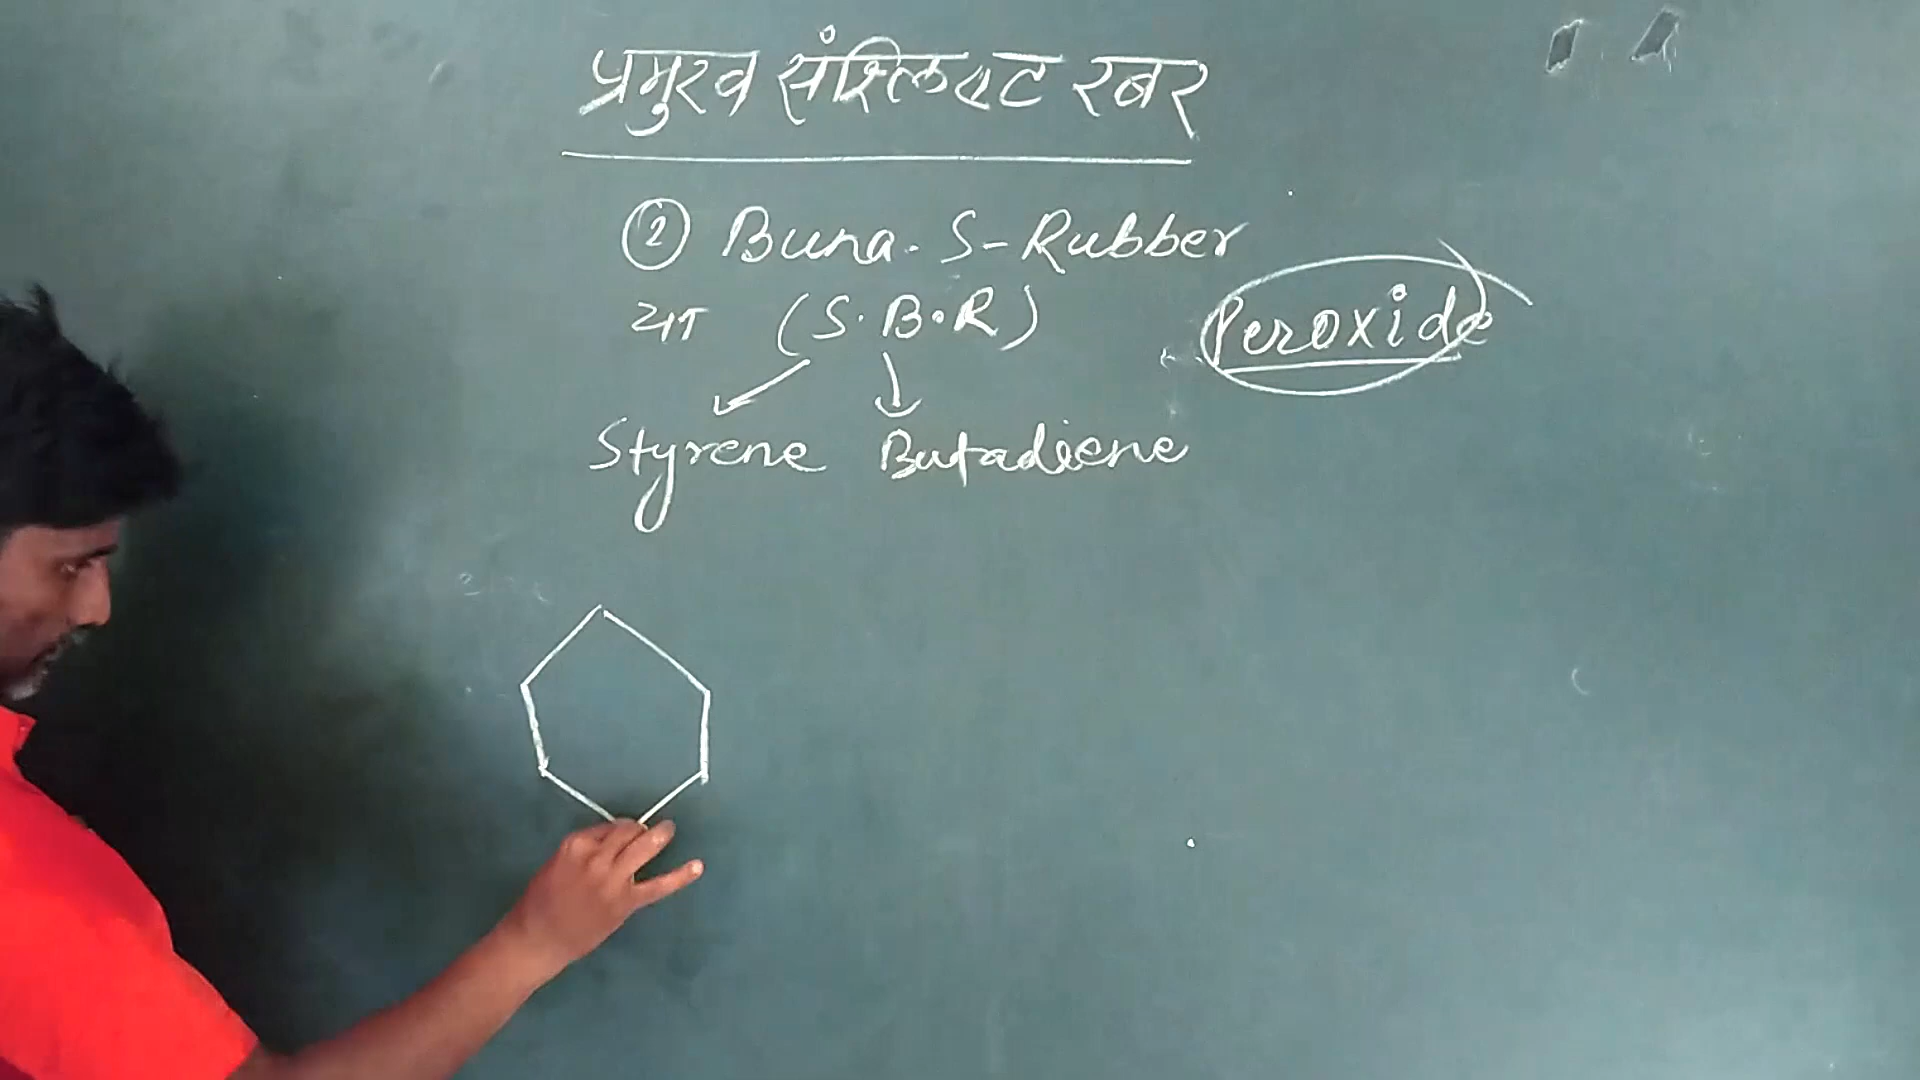 प्रमुख संश्लिष्ट रबर
② Buna-S-Rubber
या (S.B.R)
Peroxide
Styrene Butadiene